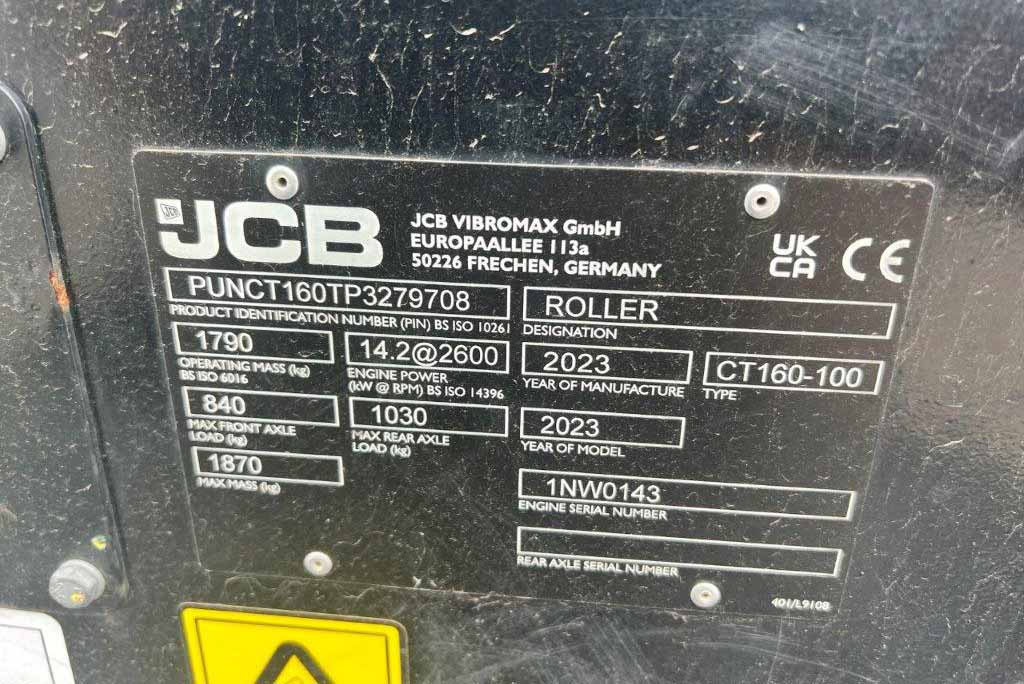 JCB
JCB VIBROMAX GmbH
EUROPAALLEE 113a
50226 FRECHEN, GERMANY
UK
CA
CE
PUNCT160TP3279708
PRODUCT IDENTIFICATION NUMBER (PIN) BS ISO 10261
ROLLER
DESIGNATION
1790
OPERATING MASS (kg)
BS ISO 6016
14.2@2600
ENGINE POWER
(kW @ RPM) BS ISO 14396
2023
YEAR OF MANUFACTURE
CT160-100
TYPE
840
MAX FRONT AXLE
LOAD (kg)
1030
MAX REAR AXLE
LOAD (kg)
2023
YEAR OF MODEL
1870
MAX MASS (kg)
1NW0143
ENGINE SERIAL NUMBER
REAR AXLE SERIAL NUMBER
401/L9108